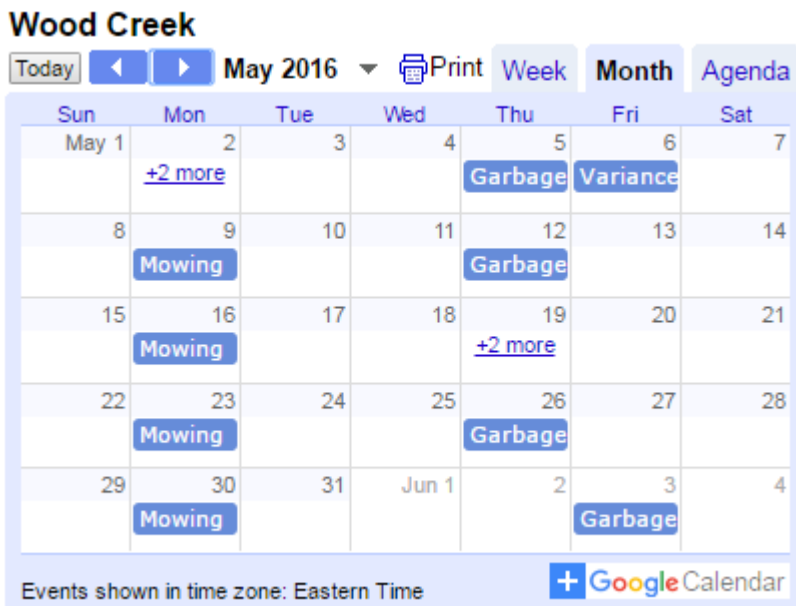 Wood Creek
Today May 2016 Print Week Month Agenda
Sun Mon Tue Wed Thu Fri Sat
May 1 2 3 4 5 6 7
+2 more Garbage Variance
8 9 10 11 12 13 14
Mowing Garbage
15 16 17 18 19 20 21
Mowing +2 more
22 23 24 25 26 27 28
Mowing Garbage
29 30 31 Jun 1 2 3 4
Mowing Garbage
Events shown in time zone: Eastern Time + Google Calendar